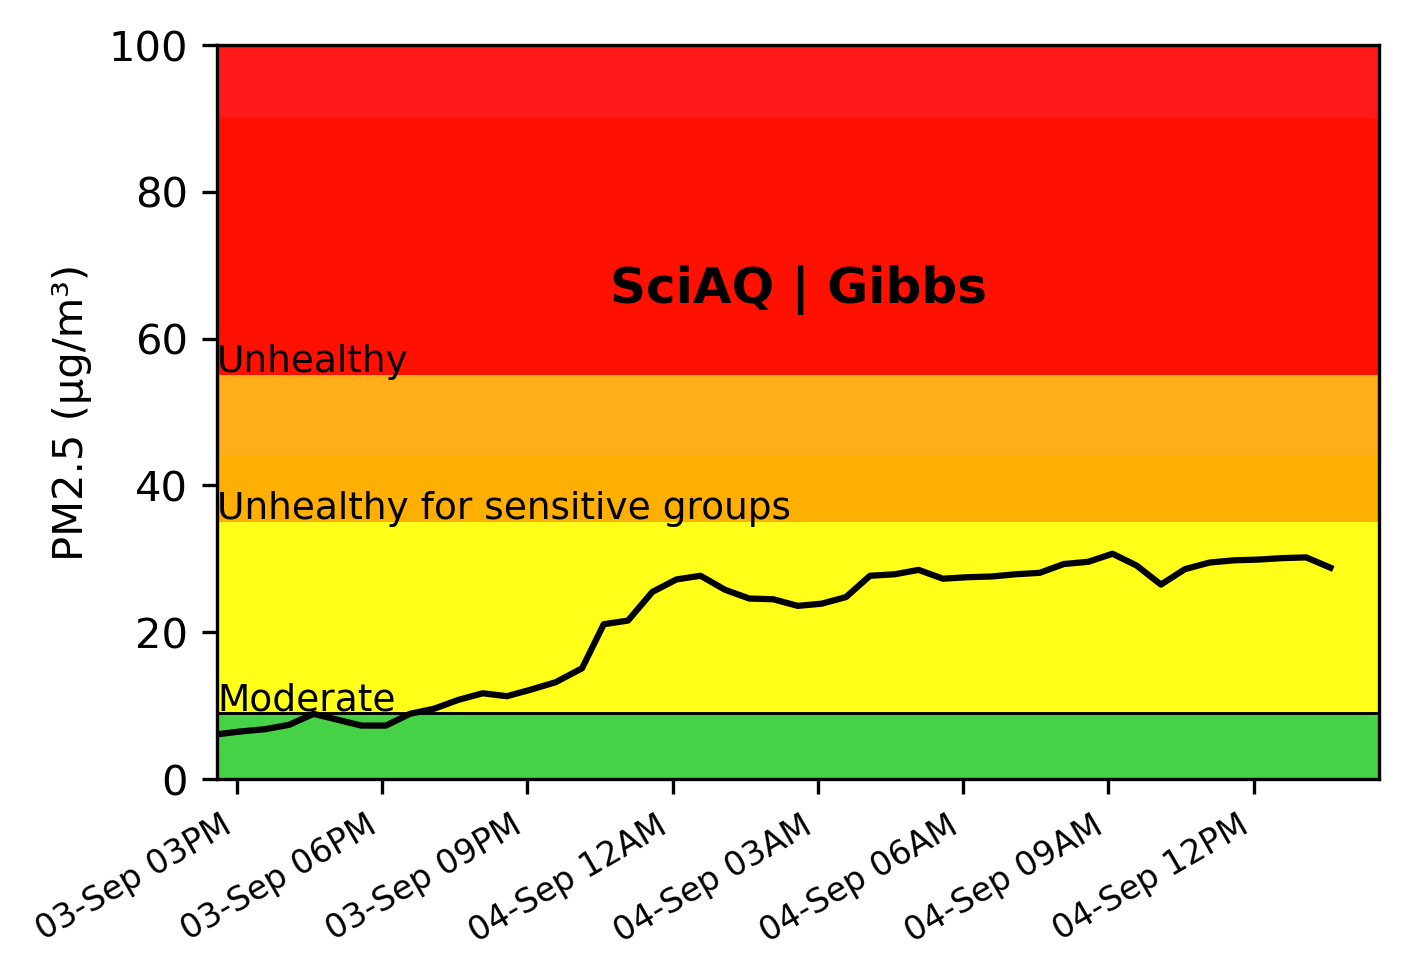 100
80
60
40
20
0
PM2.5 (µg/m³)
SciAQ | Gibbs
Unhealthy
Unhealthy for sensitive groups
Moderate
03-Sep 03PM
03-Sep 06PM
03-Sep 09PM
04-Sep 12AM
04-Sep 03AM
04-Sep 06AM
04-Sep 09AM
04-Sep 12PM